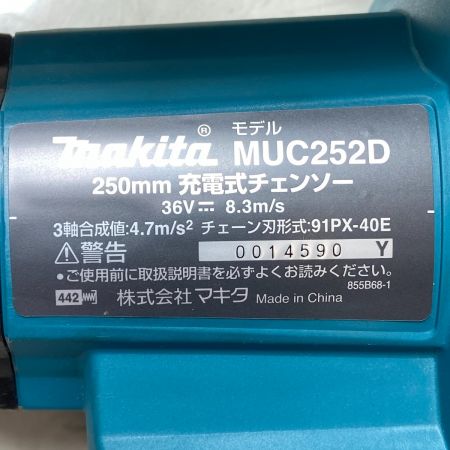 モデル
makita® MUC252D
250mm 充電式チェンソー
36V⎓ 8.3m/s
3軸合成値:4.7m/s² チェーン刃形式:91PX-40E
⚠警告 0014590 Y
●ご使用前に取扱説明書を必ずよくお読みください。
855B68-1
442 株式会社 マキタ Made in China